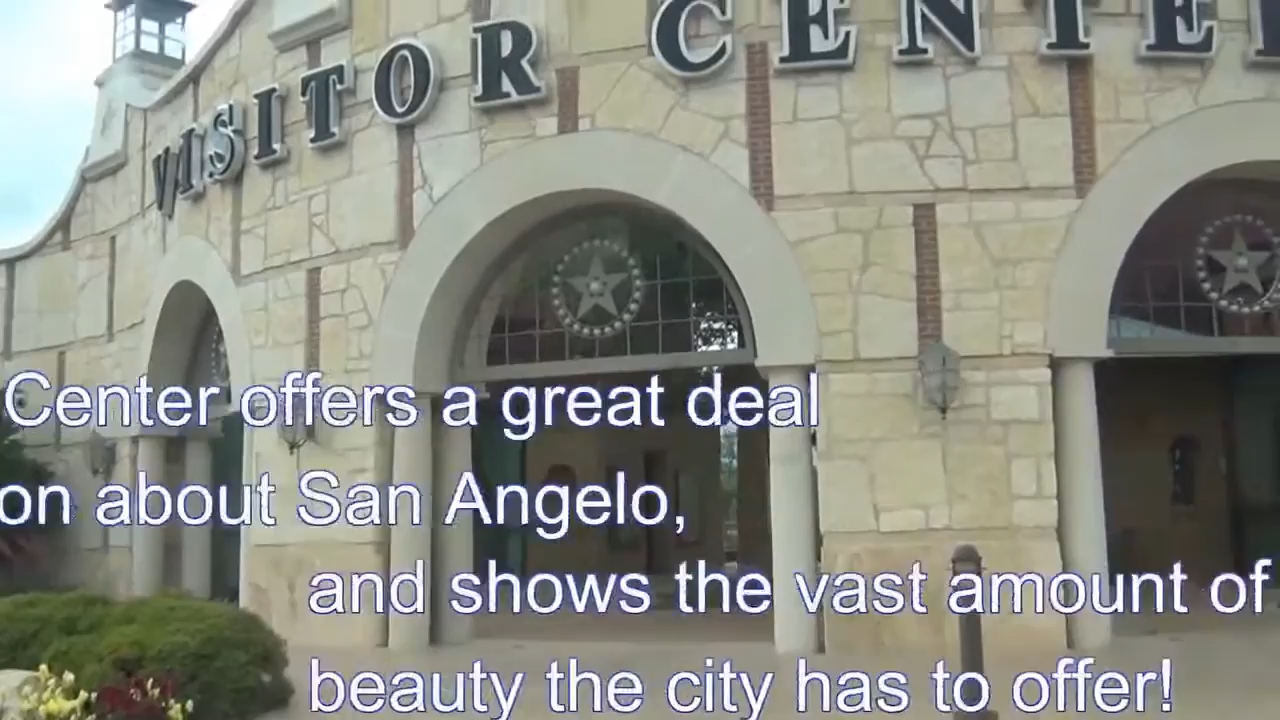 VISITOR CENTER
Center offers a great deal
on about San Angelo,
and shows the vast amount of
beauty the city has to offer!